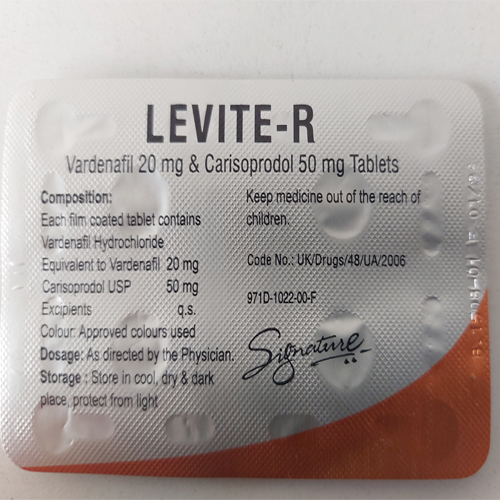 LEVITE-R
Vardenafil 20 mg & Carisoprodol 50 mg Tablets
Composition:
Each film coated tablet contains
Vardenafil Hydrochloride
Equivalent to Vardenafil 20 mg
Carisoprodol USP 50 mg
Excipients q.s.
Colour: Approved colours used
Dosage: As directed by the Physician.
Storage : Store in cool, dry & dark
place, protect from light
Keep medicine out of the reach of
children.
Code No.: UK/Drugs/48/UA/2006
971D-1022-00-F
Signature